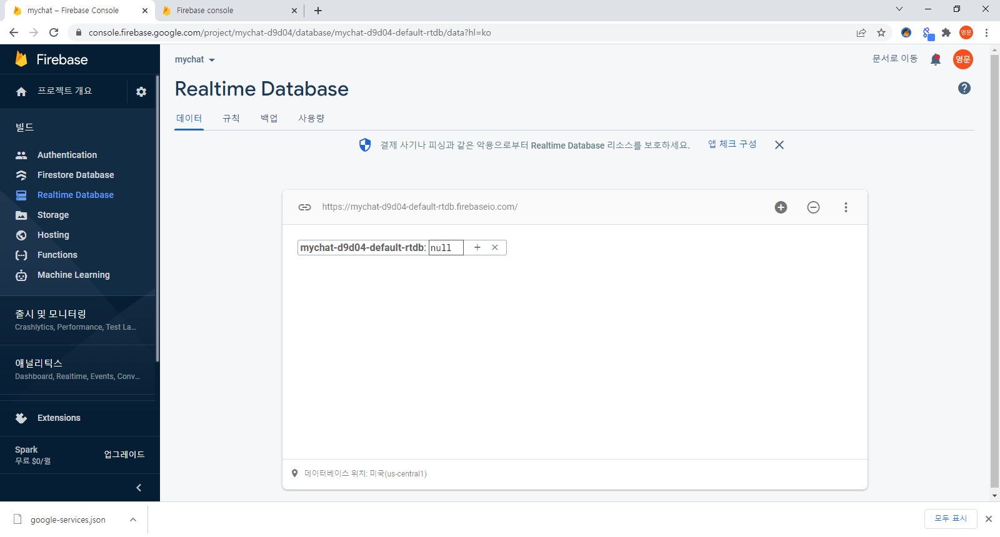 mychat – Firebase Console
Firebase console
console.firebase.google.com/project/mychat-d9d04/database/mychat-d9d04-default-rtdb/data?hl=ko
영문
Firebase
mychat
문서로 이동
영문
프로젝트 개요
Realtime Database
데이터
규칙
백업
사용량
빌드
결제 사기나 피싱과 같은 악용으로부터 Realtime Database 리소스를 보호하세요.
앱 체크 구성
Authentication
Firestore Database
Realtime Database
Storage
Hosting
Functions
Machine Learning
https://mychat-d9d04-default-rtdb.firebaseio.com/
mychat-d9d04-default-rtdb: null
출시 및 모니터링
Crashlytics, Performance, Test La...
애널리틱스
Dashboard, Realtime, Events, Conv...
Extensions
Spark
무료 $0/월
업그레이드
데이터베이스 위치: 미국(us-central1)
google-services.json
모두 표시